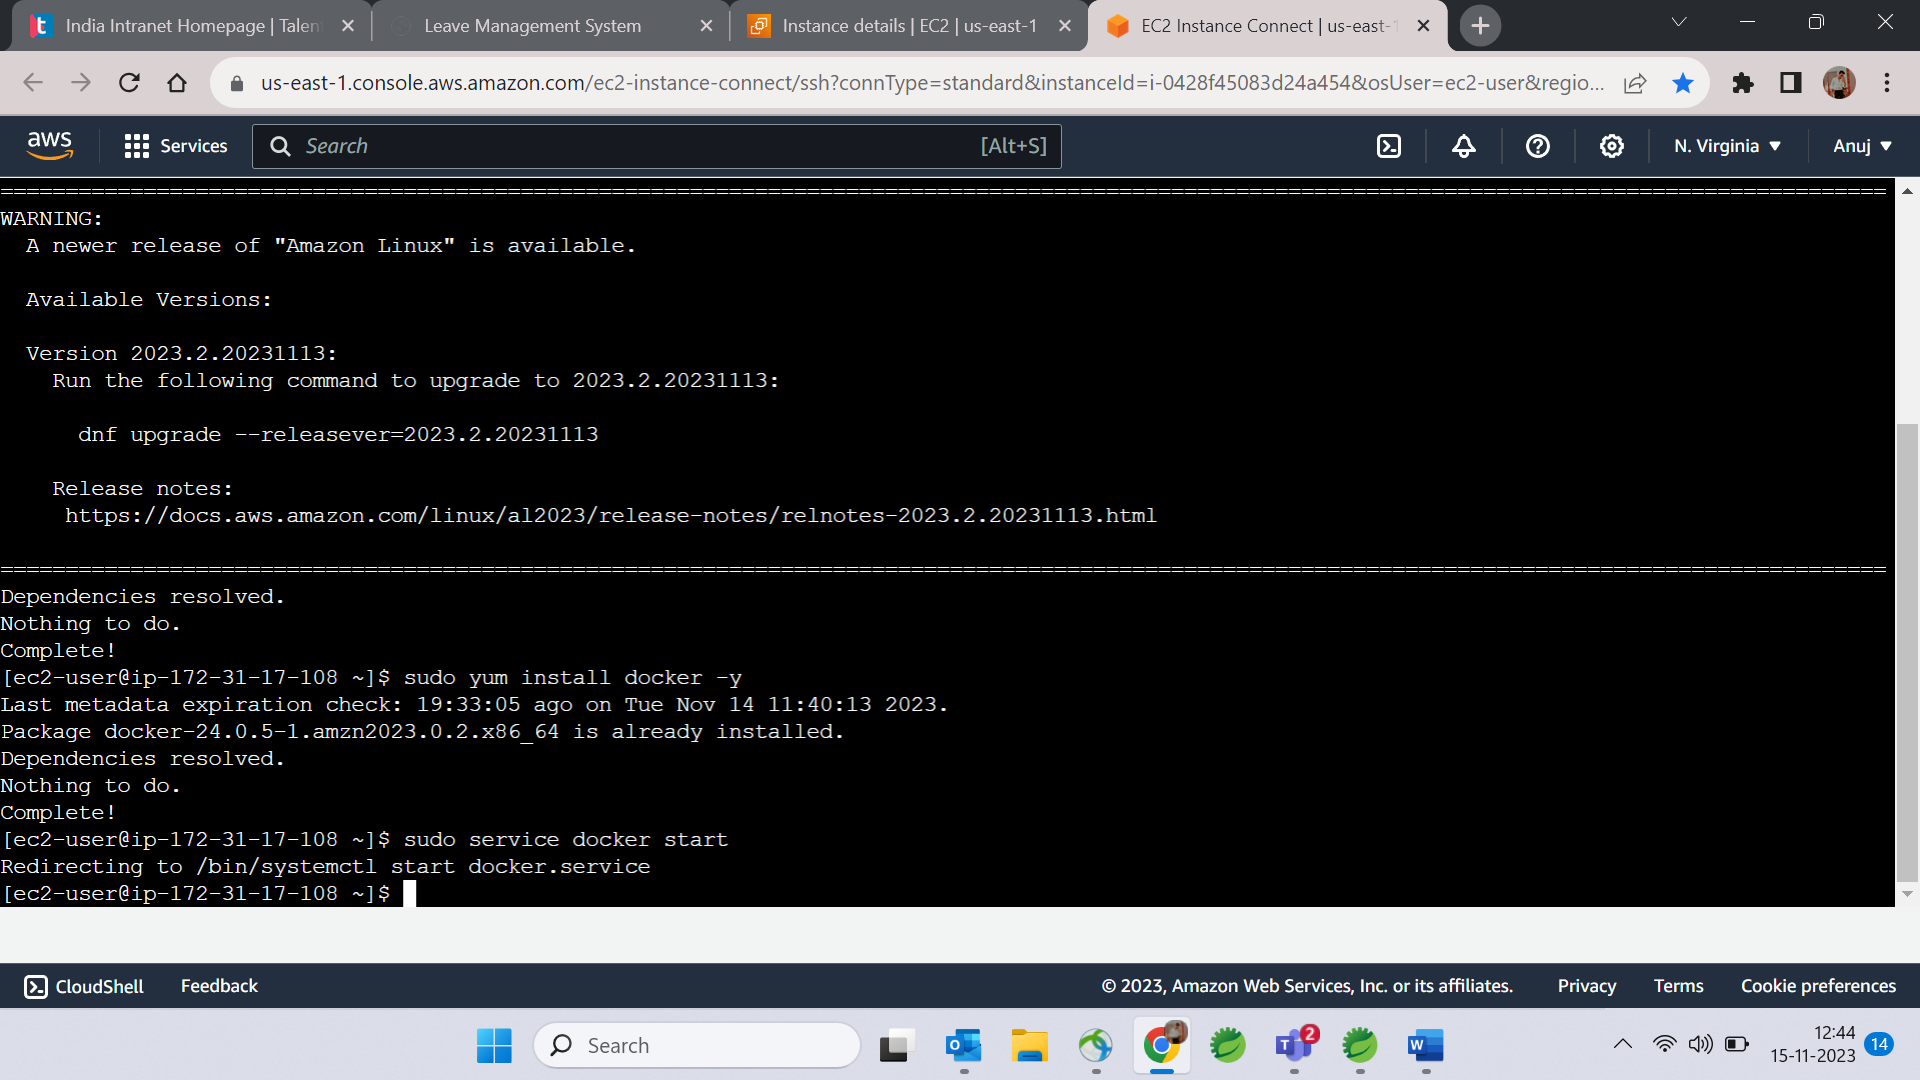 India Intranet Homepage | Talen
Leave Management System
Instance details | EC2 | us-east-1
EC2 Instance Connect | us-east-1
us-east-1.console.aws.amazon.com/ec2-instance-connect/ssh?connType=standard&instanceId=i-0428f45083d24a454&osUser=ec2-user&regio...
aws
Services
Search
[Alt+S]
N. Virginia
Anuj
=================================================================================================================================================
WARNING:
A newer release of "Amazon Linux" is available.
Available Versions:
Version 2023.2.20231113:
Run the following command to upgrade to 2023.2.20231113:
dnf upgrade --releasever=2023.2.20231113
Release notes:
https://docs.aws.amazon.com/linux/al2023/release-notes/relnotes-2023.2.20231113.html
=================================================================================================================================================
Dependencies resolved.
Nothing to do.
Complete!
[ec2-user@ip-172-31-17-108 ~]$ sudo yum install docker -y
Last metadata expiration check: 19:33:05 ago on Tue Nov 14 11:40:13 2023.
Package docker-24.0.5-1.amzn2023.0.2.x86_64 is already installed.
Dependencies resolved.
Nothing to do.
Complete!
[ec2-user@ip-172-31-17-108 ~]$ sudo service docker start
Redirecting to /bin/systemctl start docker.service
[ec2-user@ip-172-31-17-108 ~]$
CloudShell
Feedback
© 2023, Amazon Web Services, Inc. or its affiliates.
Privacy
Terms
Cookie preferences
Search
2
12:44
15-11-2023
14